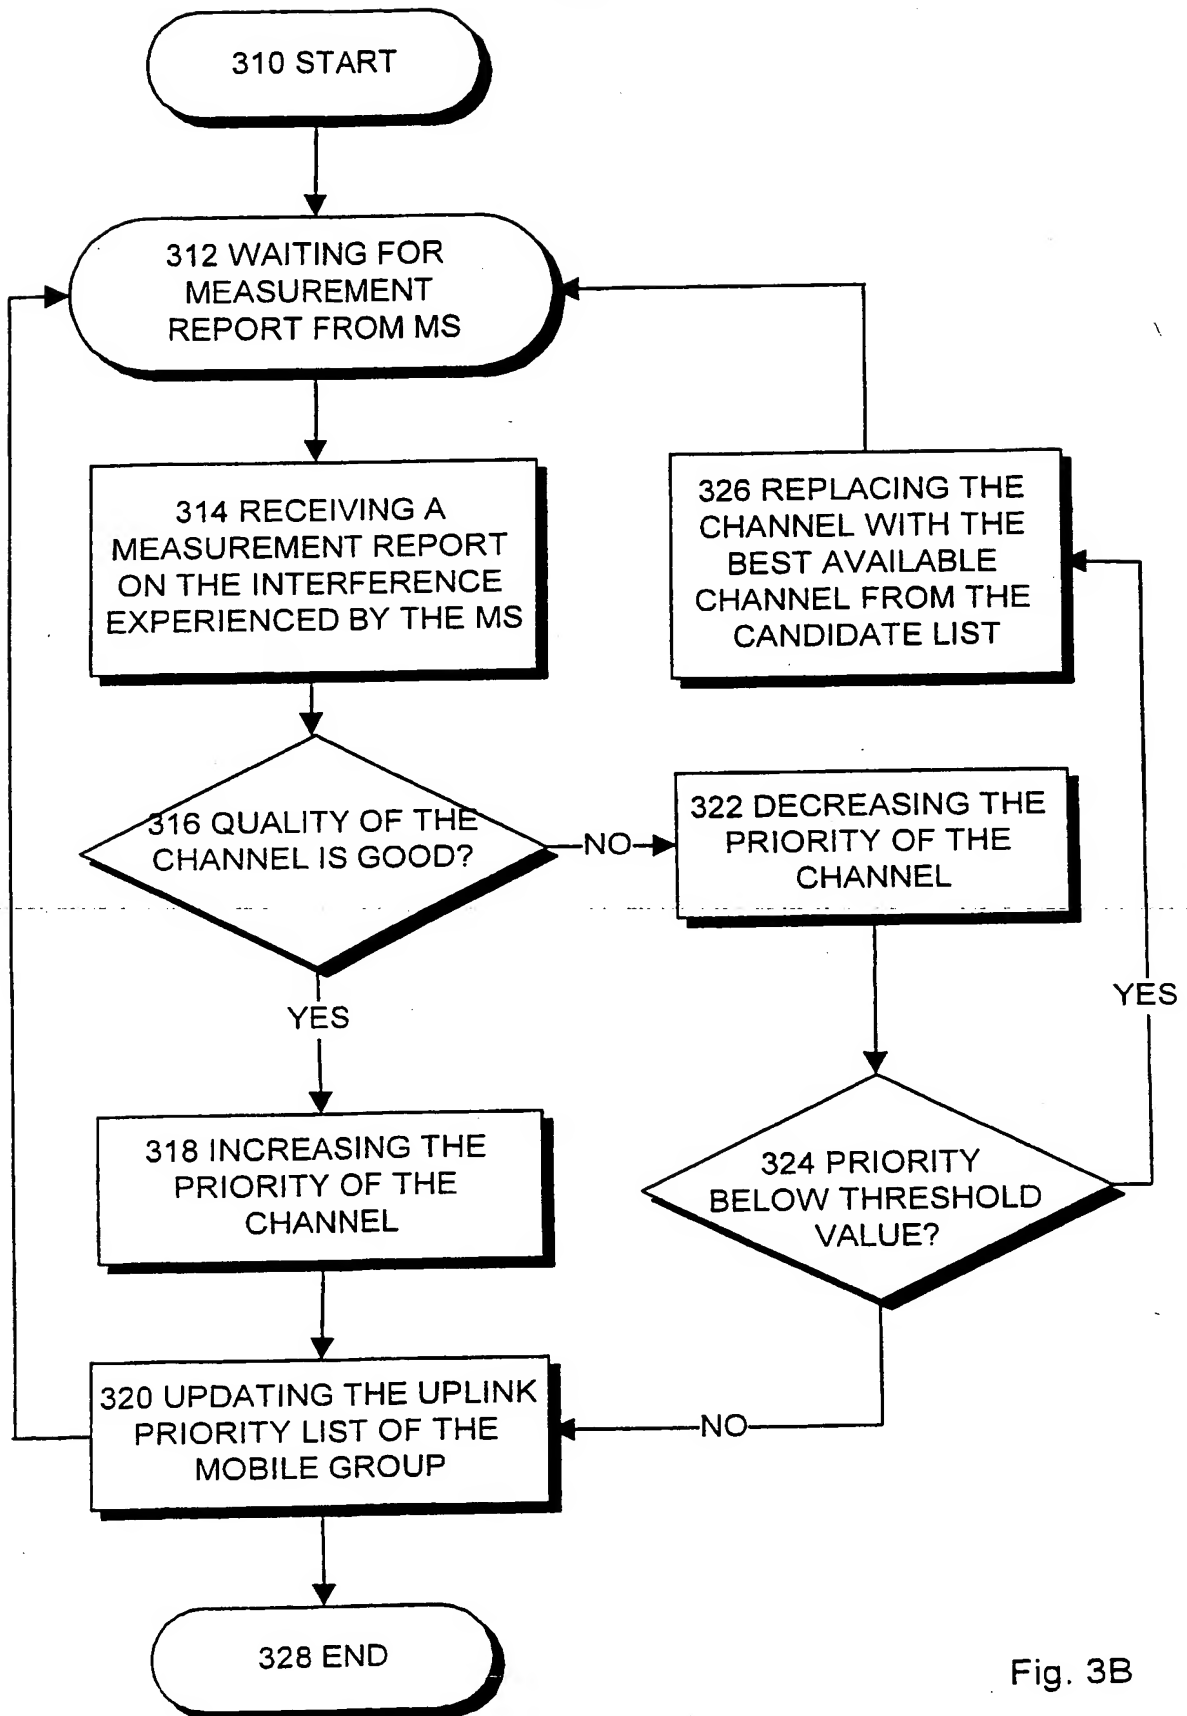 310 START
312 WAITING FOR
MEASUREMENT
REPORT FROM MS
314 RECEIVING A
MEASUREMENT REPORT
ON THE INTERFERENCE
EXPERIENCED BY THE MS
326 REPLACING THE
CHANNEL WITH THE
BEST AVAILABLE
CHANNEL FROM THE
CANDIDATE LIST
316 QUALITY OF THE
CHANNEL IS GOOD?
NO
322 DECREASING THE
PRIORITY OF THE
CHANNEL
YES
YES
318 INCREASING THE
PRIORITY OF THE
CHANNEL
324 PRIORITY
BELOW THRESHOLD
VALUE?
320 UPDATING THE UPLINK
PRIORITY LIST OF THE
MOBILE GROUP
NO
328 END
Fig. 3B